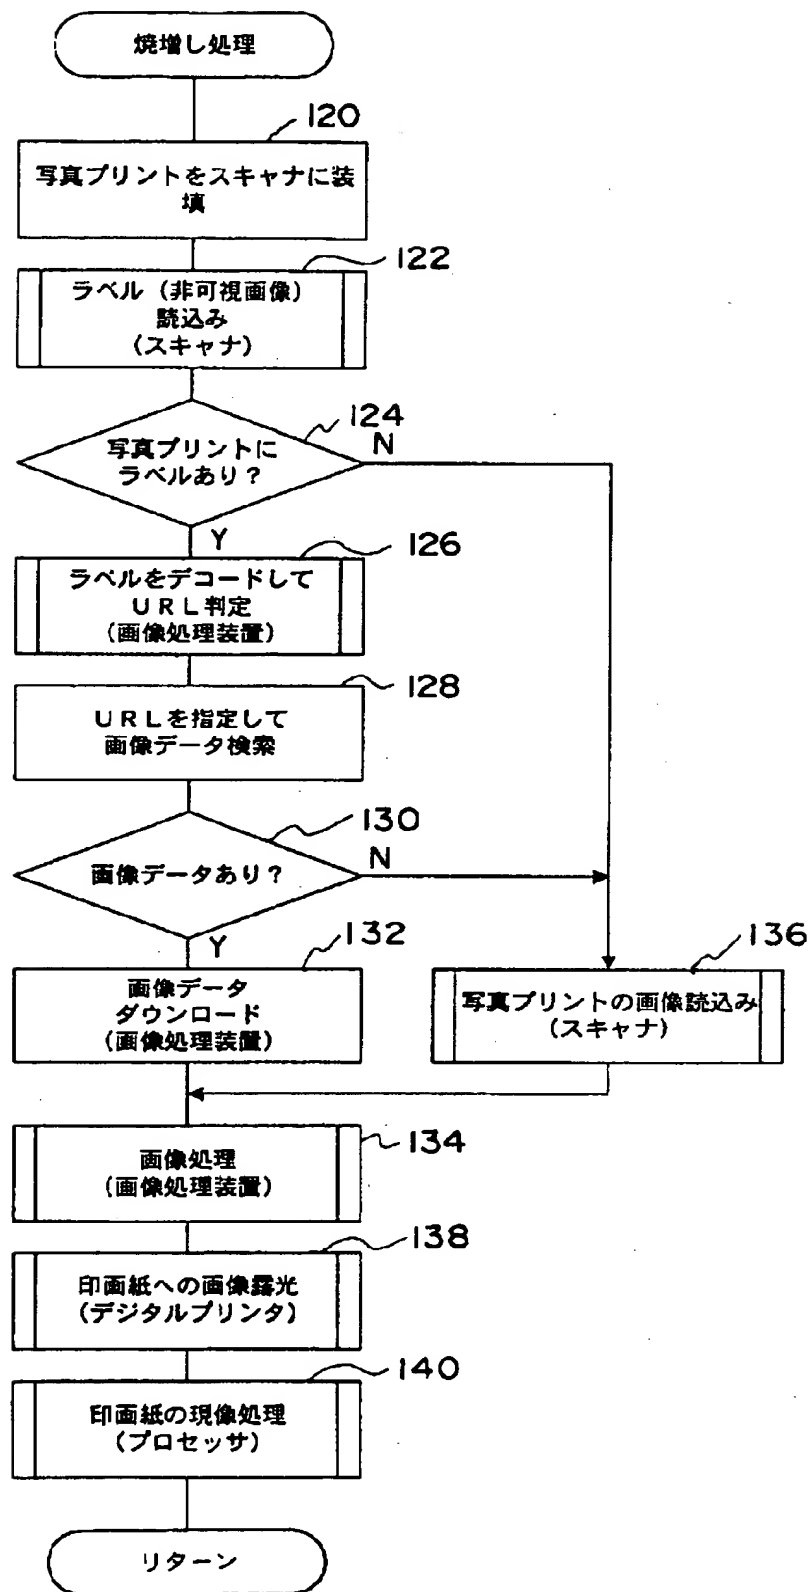 焼増し処理
120
写真プリントをスキャナに装
填
122
ラベル（非可視画像）
読込み
（スキャナ）
124
写真プリントに
ラベルあり？
N
Y
126
ラベルをデコードして
ＵＲＬ判定
（画像処理装置）
128
ＵＲＬを指定して
画像データ検索
130
画像データあり？
N
Y
132
画像データ
ダウンロード
（画像処理装置）
136
写真プリントの画像読込み
（スキャナ）
134
画像処理
（画像処理装置）
138
印画紙への画像露光
（デジタルプリンタ）
140
印画紙の現像処理
（プロセッサ）
リターン